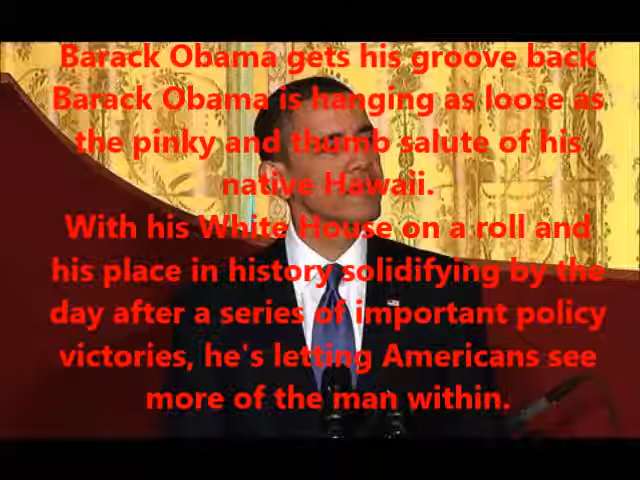 Barack Obama gets his groove back
Barack Obama is hanging as loose as
the pinky and thumb salute of his
native Hawaii.
With his White House on a roll and
his place in history solidifying by the
day after a series of important policy
victories, he's letting Americans see
more of the man within.